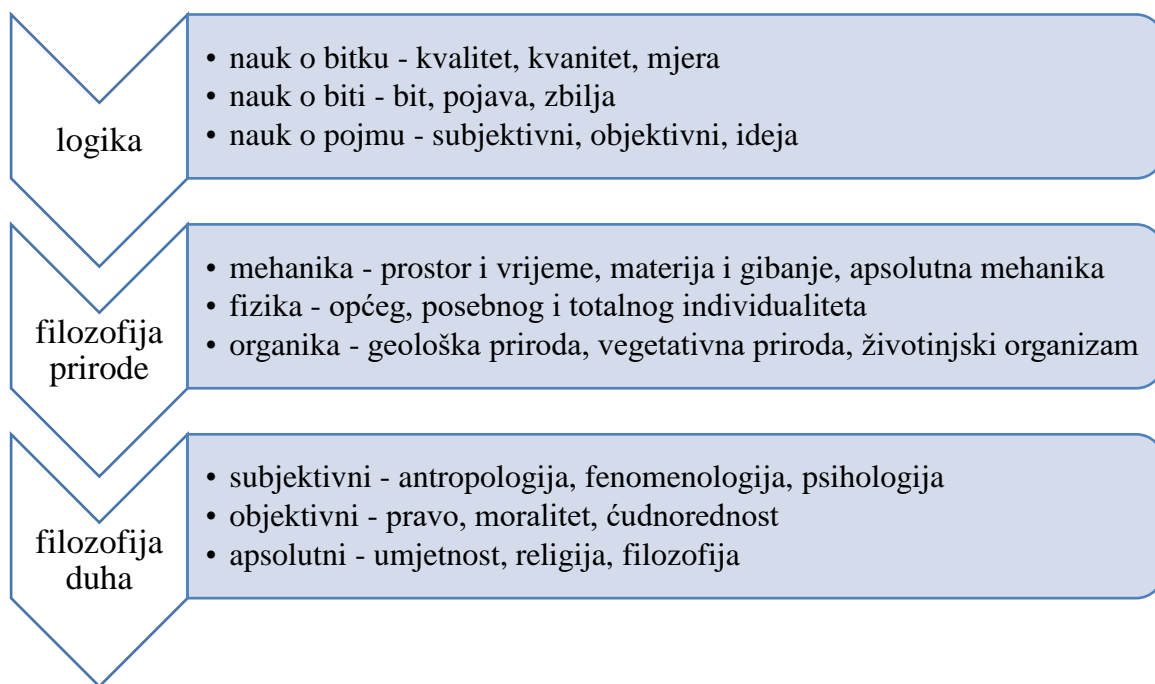 logika
• nauk o bitku - kvalitet, kvanitet, mjera
• nauk o biti - bit, pojava, zbilja
• nauk o pojmu - subjektivni, objektivni, ideja
filozofija
prirode
• mehanika - prostor i vrijeme, materija i gibanje, apsolutna mehanika
• fizika - općeg, posebnog i totalnog individualiteta
• organika - geološka priroda, vegetativna priroda, životinjski organizam
filozofija
duha
• subjektivni - antropologija, fenomenologija, psihologija
• objektivni - pravo, moralitet, ćudnorednost
• apsolutni - umjetnost, religija, filozofija